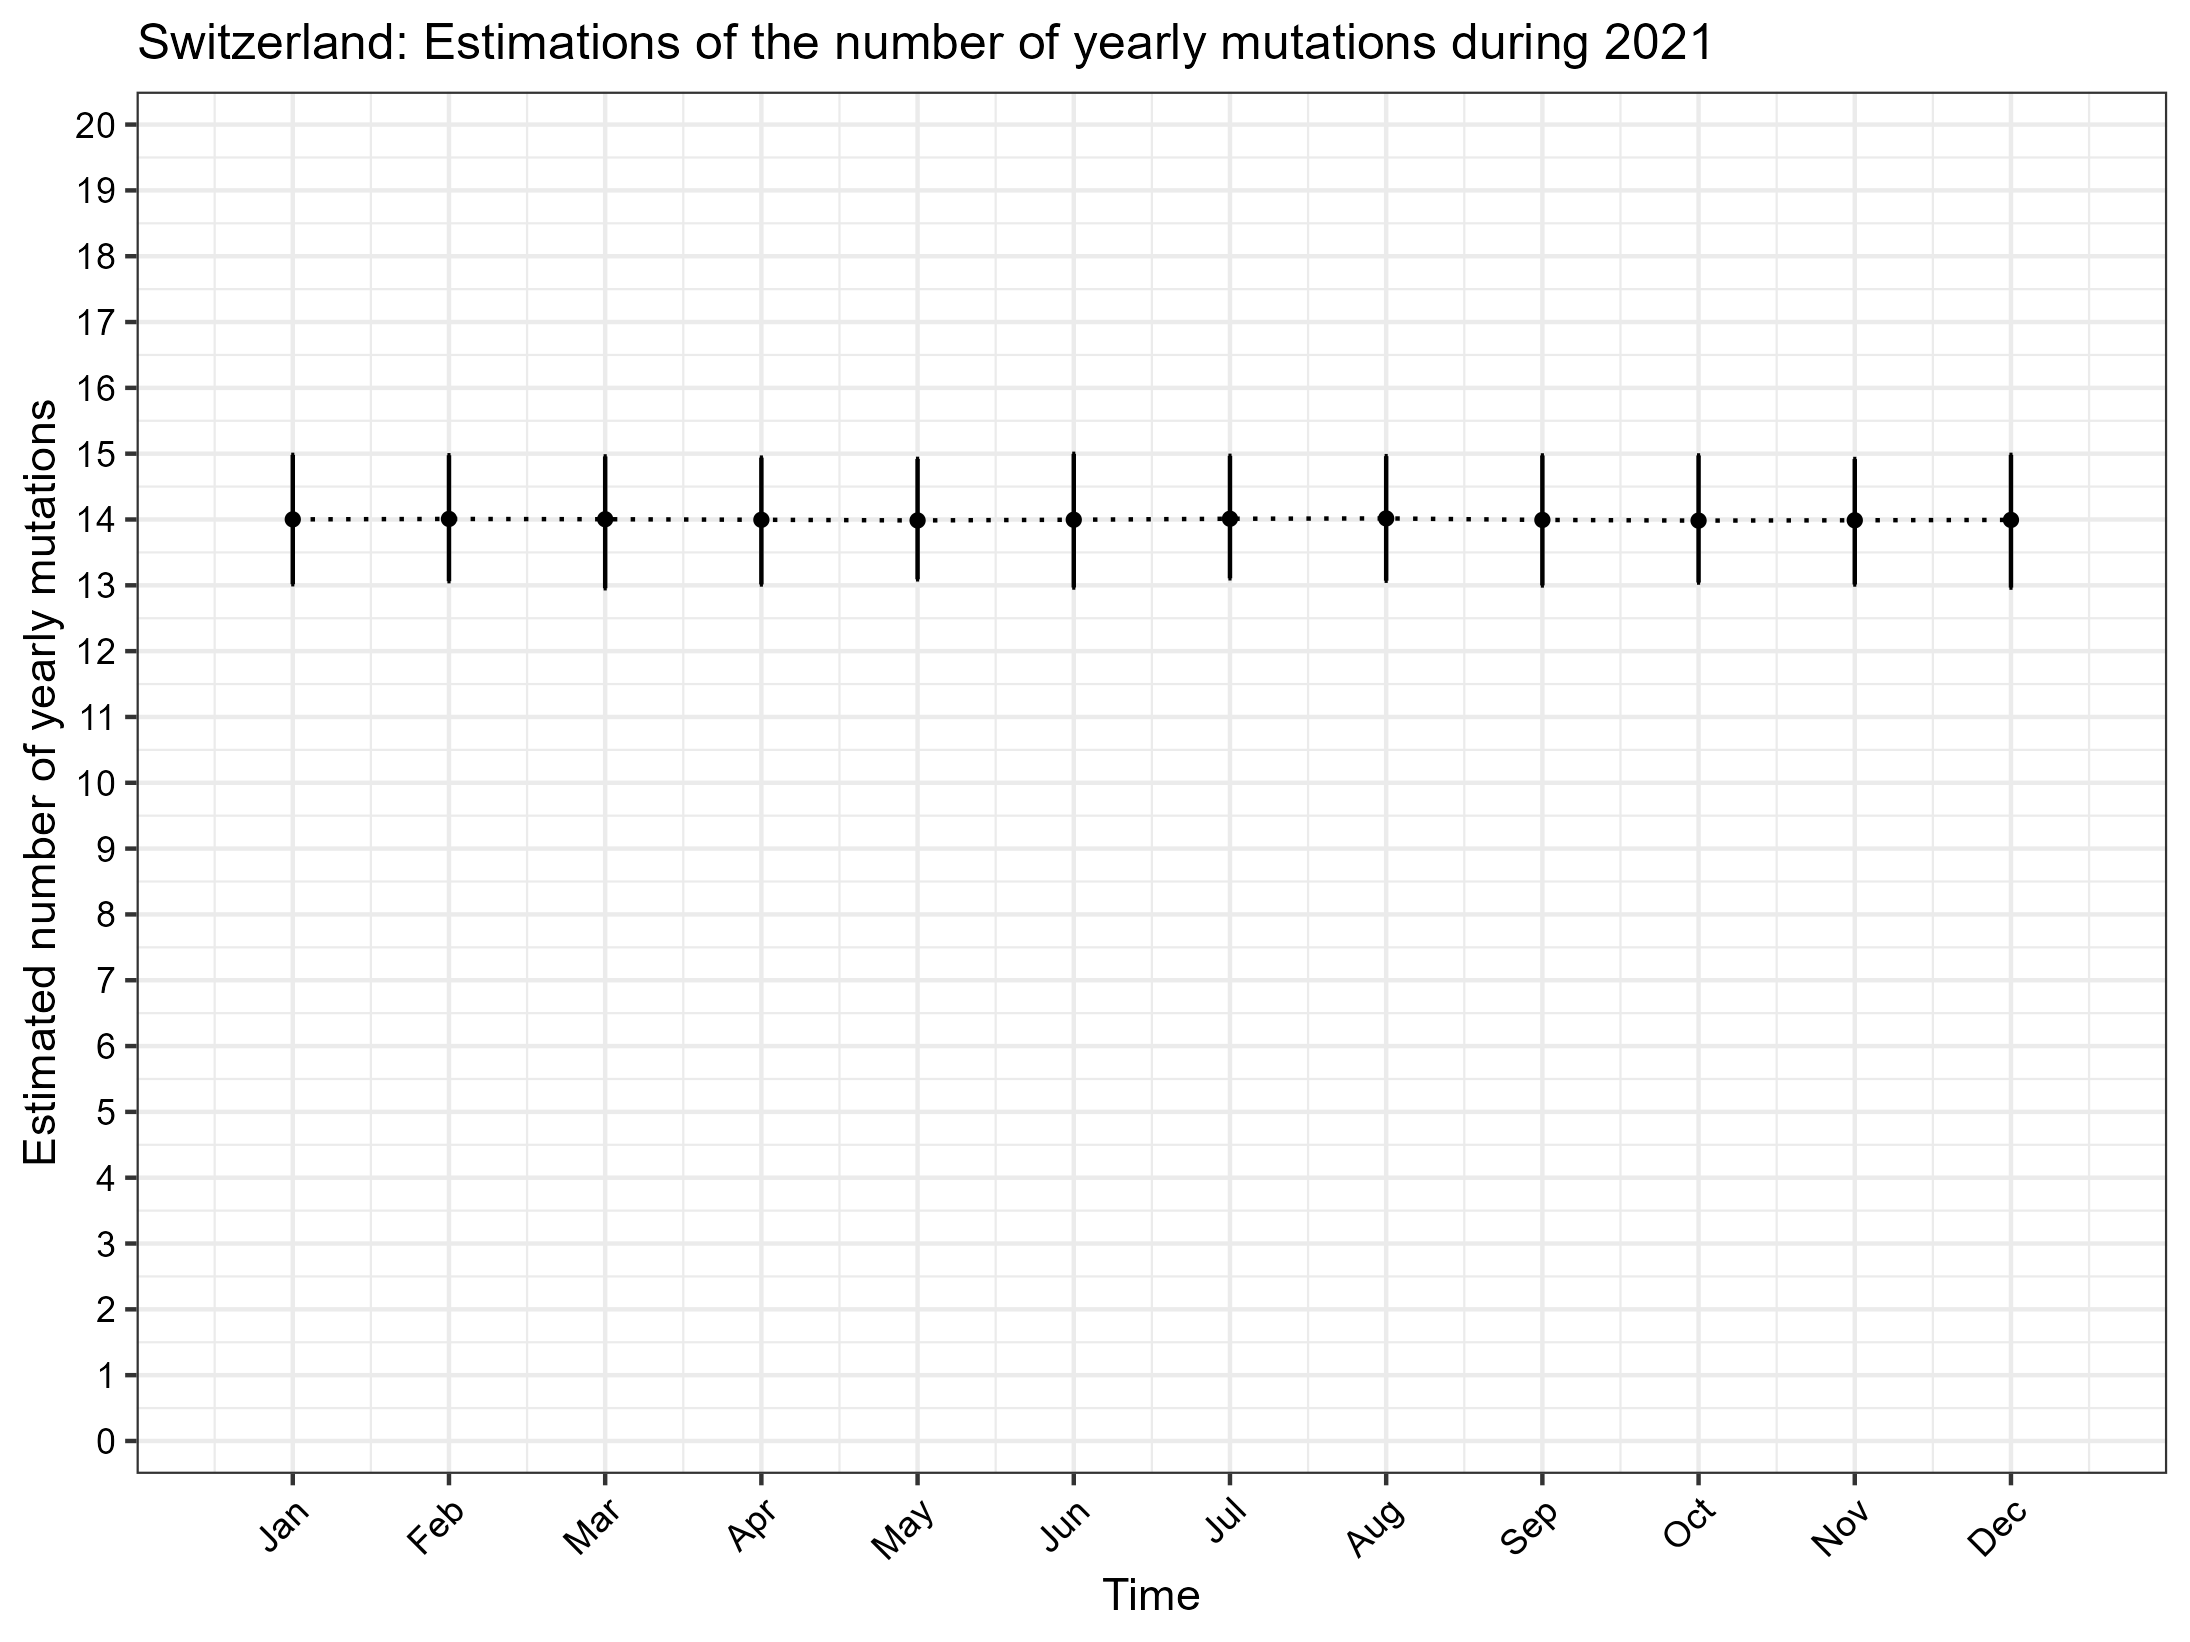 Switzerland: Estimations of the number of yearly mutations during 2021
Estimated number of yearly mutations
20
19
18
17
16
15
14
13
12
11
10
9
8
7
6
5
4
3
2
1
0
Jan
Feb
Mar
Apr
May
Jun
Jul
Aug
Sep
Oct
Nov
Dec
Time